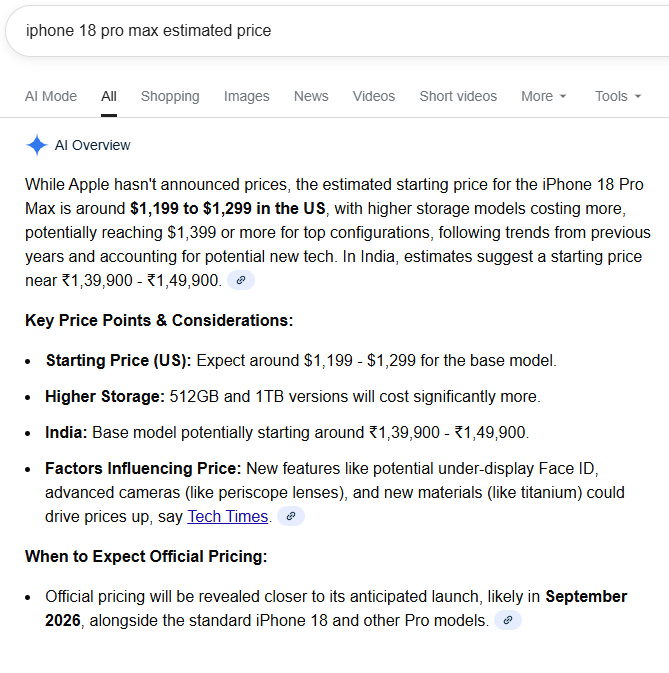 iphone 18 pro max estimated price
AI Mode All Shopping Images News Videos Short videos More Tools
AI Overview
While Apple hasn't announced prices, the estimated starting price for the iPhone 18 Pro
Max is around $1,199 to $1,299 in the US, with higher storage models costing more,
potentially reaching $1,399 or more for top configurations, following trends from previous
years and accounting for potential new tech. In India, estimates suggest a starting price
near ₹1,39,900 - ₹1,49,900.
Key Price Points & Considerations:
• Starting Price (US): Expect around $1,199 - $1,299 for the base model.
• Higher Storage: 512GB and 1TB versions will cost significantly more.
• India: Base model potentially starting around ₹1,39,900 - ₹1,49,900.
• Factors Influencing Price: New features like potential under-display Face ID,
advanced cameras (like periscope lenses), and new materials (like titanium) could
drive prices up, say Tech Times.
When to Expect Official Pricing:
• Official pricing will be revealed closer to its anticipated launch, likely in September
2026, alongside the standard iPhone 18 and other Pro models.